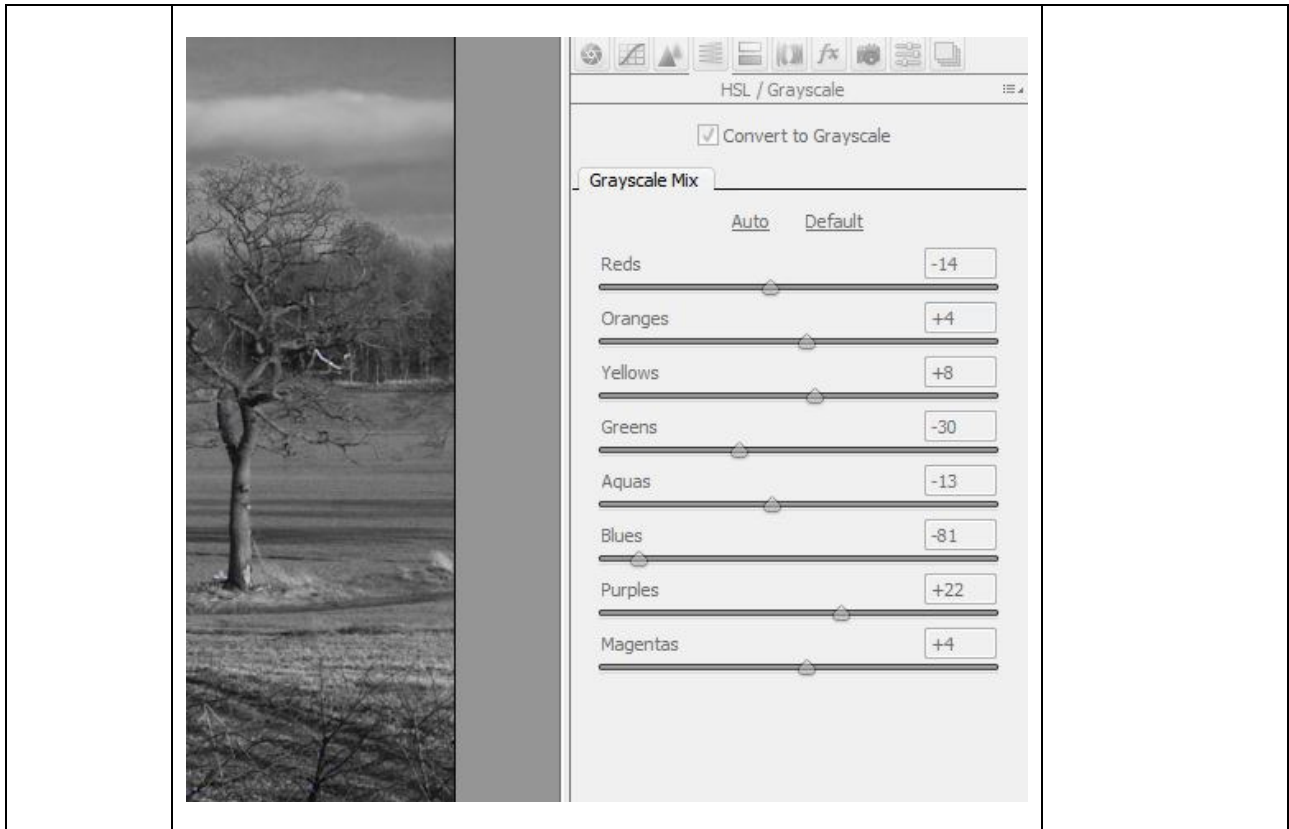 fx
HSL / Grayscale
Convert to Grayscale
Grayscale Mix
Auto Default
Reds -14
Oranges +4
Yellows +8
Greens -30
Aquas -13
Blues -81
Purples +22
Magentas +4